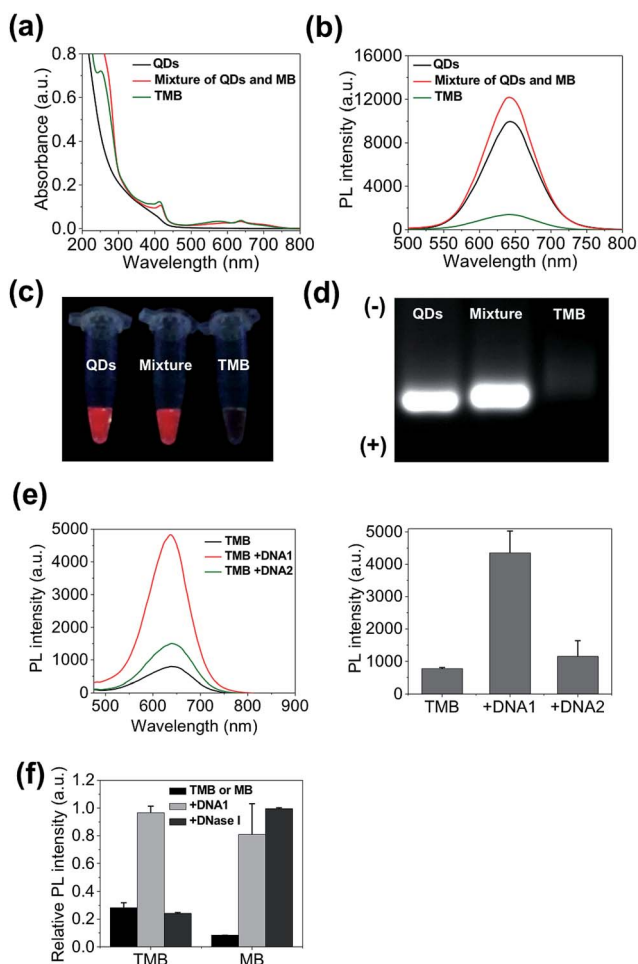 (a)
0.8
0.6
0.4
0.2
0.0
Absorbance (a.u.)
QDs
Mixture of QDs and MB
TMB
200 300 400 500 600 700 800
Wavelength (nm)
(b)
16000
12000
8000
4000
0
PL intensity (a.u.)
QDs
Mixture of QDs and MB
TMB
500 550 600 650 700 750 800
Wavelength (nm)
(c)
QDs Mixture TMB
(d)
(-)
(+)
QDs Mixture TMB
(e)
5000
4000
3000
2000
1000
0
PL intensity (a.u.)
TMB
TMB +DNA1
TMB +DNA2
500 600 700 800 900
Wavelength (nm)
5000
4000
3000
2000
1000
0
PL intensity (a.u.)
TMB +DNA1 +DNA2
(f)
1.2
1.0
0.8
0.6
0.4
0.2
0.0
Relative PL intensity (a.u.)
TMB or MB
+DNA1
+DNase I
TMB MB